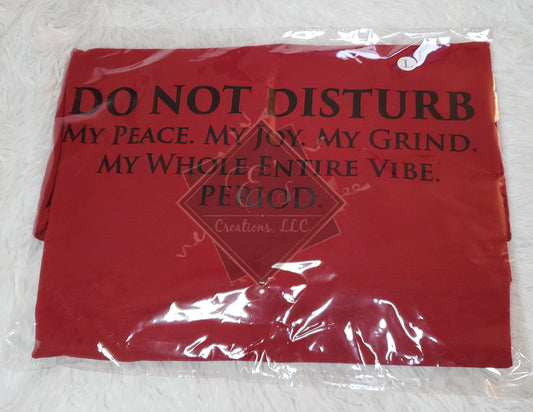 L
DO NOT DISTURB
MY PEACE. MY JOY. MY GRIND.
MY WHOLE ENTIRE VIBE.
PERIOD.
Creations, LLC